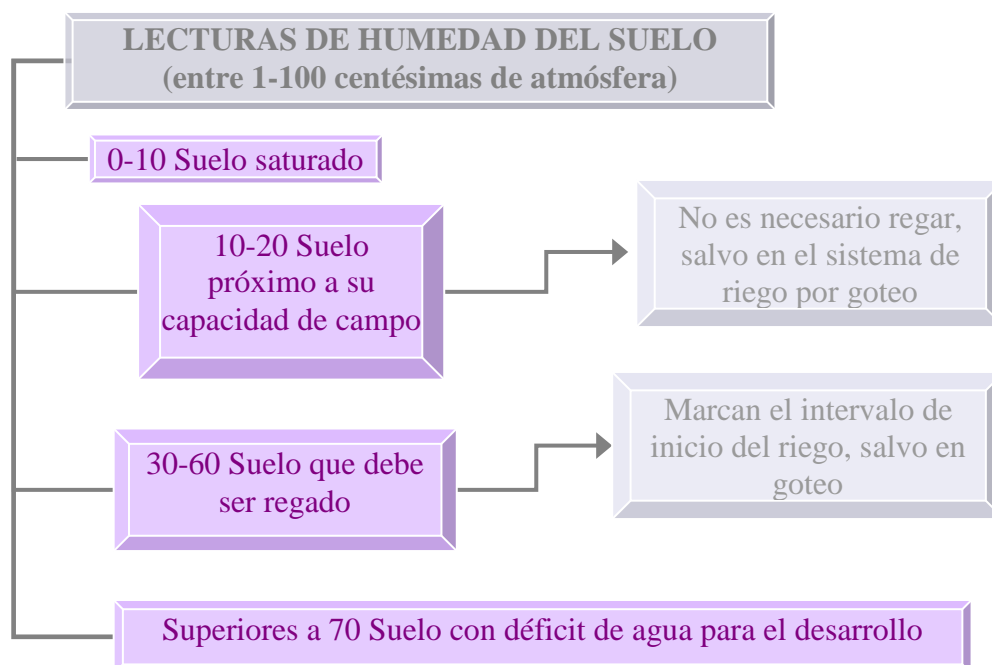 LECTURAS DE HUMEDAD DEL SUELO
(entre 1-100 centésimas de atmósfera)
0-10 Suelo saturado
10-20 Suelo
próximo a su
capacidad de campo
No es necesario regar,
salvo en el sistema de
riego por goteo
30-60 Suelo que debe
ser regado
Marcan el intervalo de
inicio del riego, salvo en
goteo
Superiores a 70 Suelo con déficit de agua para el desarrollo